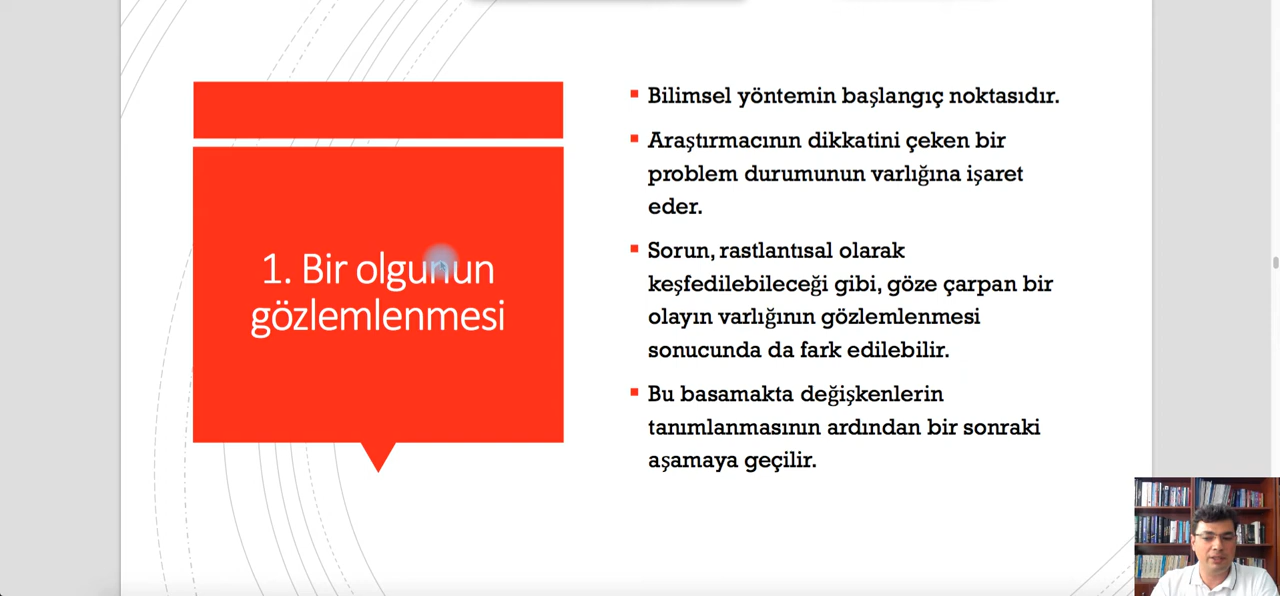 1. Bir olgunun
gözlemlenmesi
Bilimsel yöntemin başlangıç noktasıdır.
Araştırmacının dikkatini çeken bir
problem durumunun varlığına işaret
eder.
Sorun, rastlantısal olarak
keşfedilebileceği gibi, göze çarpan bir
olayın varlığının gözlemlenmesi
sonucunda da fark edilebilir.
Bu basamakta değişkenlerin
tanımlanmasının ardından bir sonraki
aşamaya geçilir.